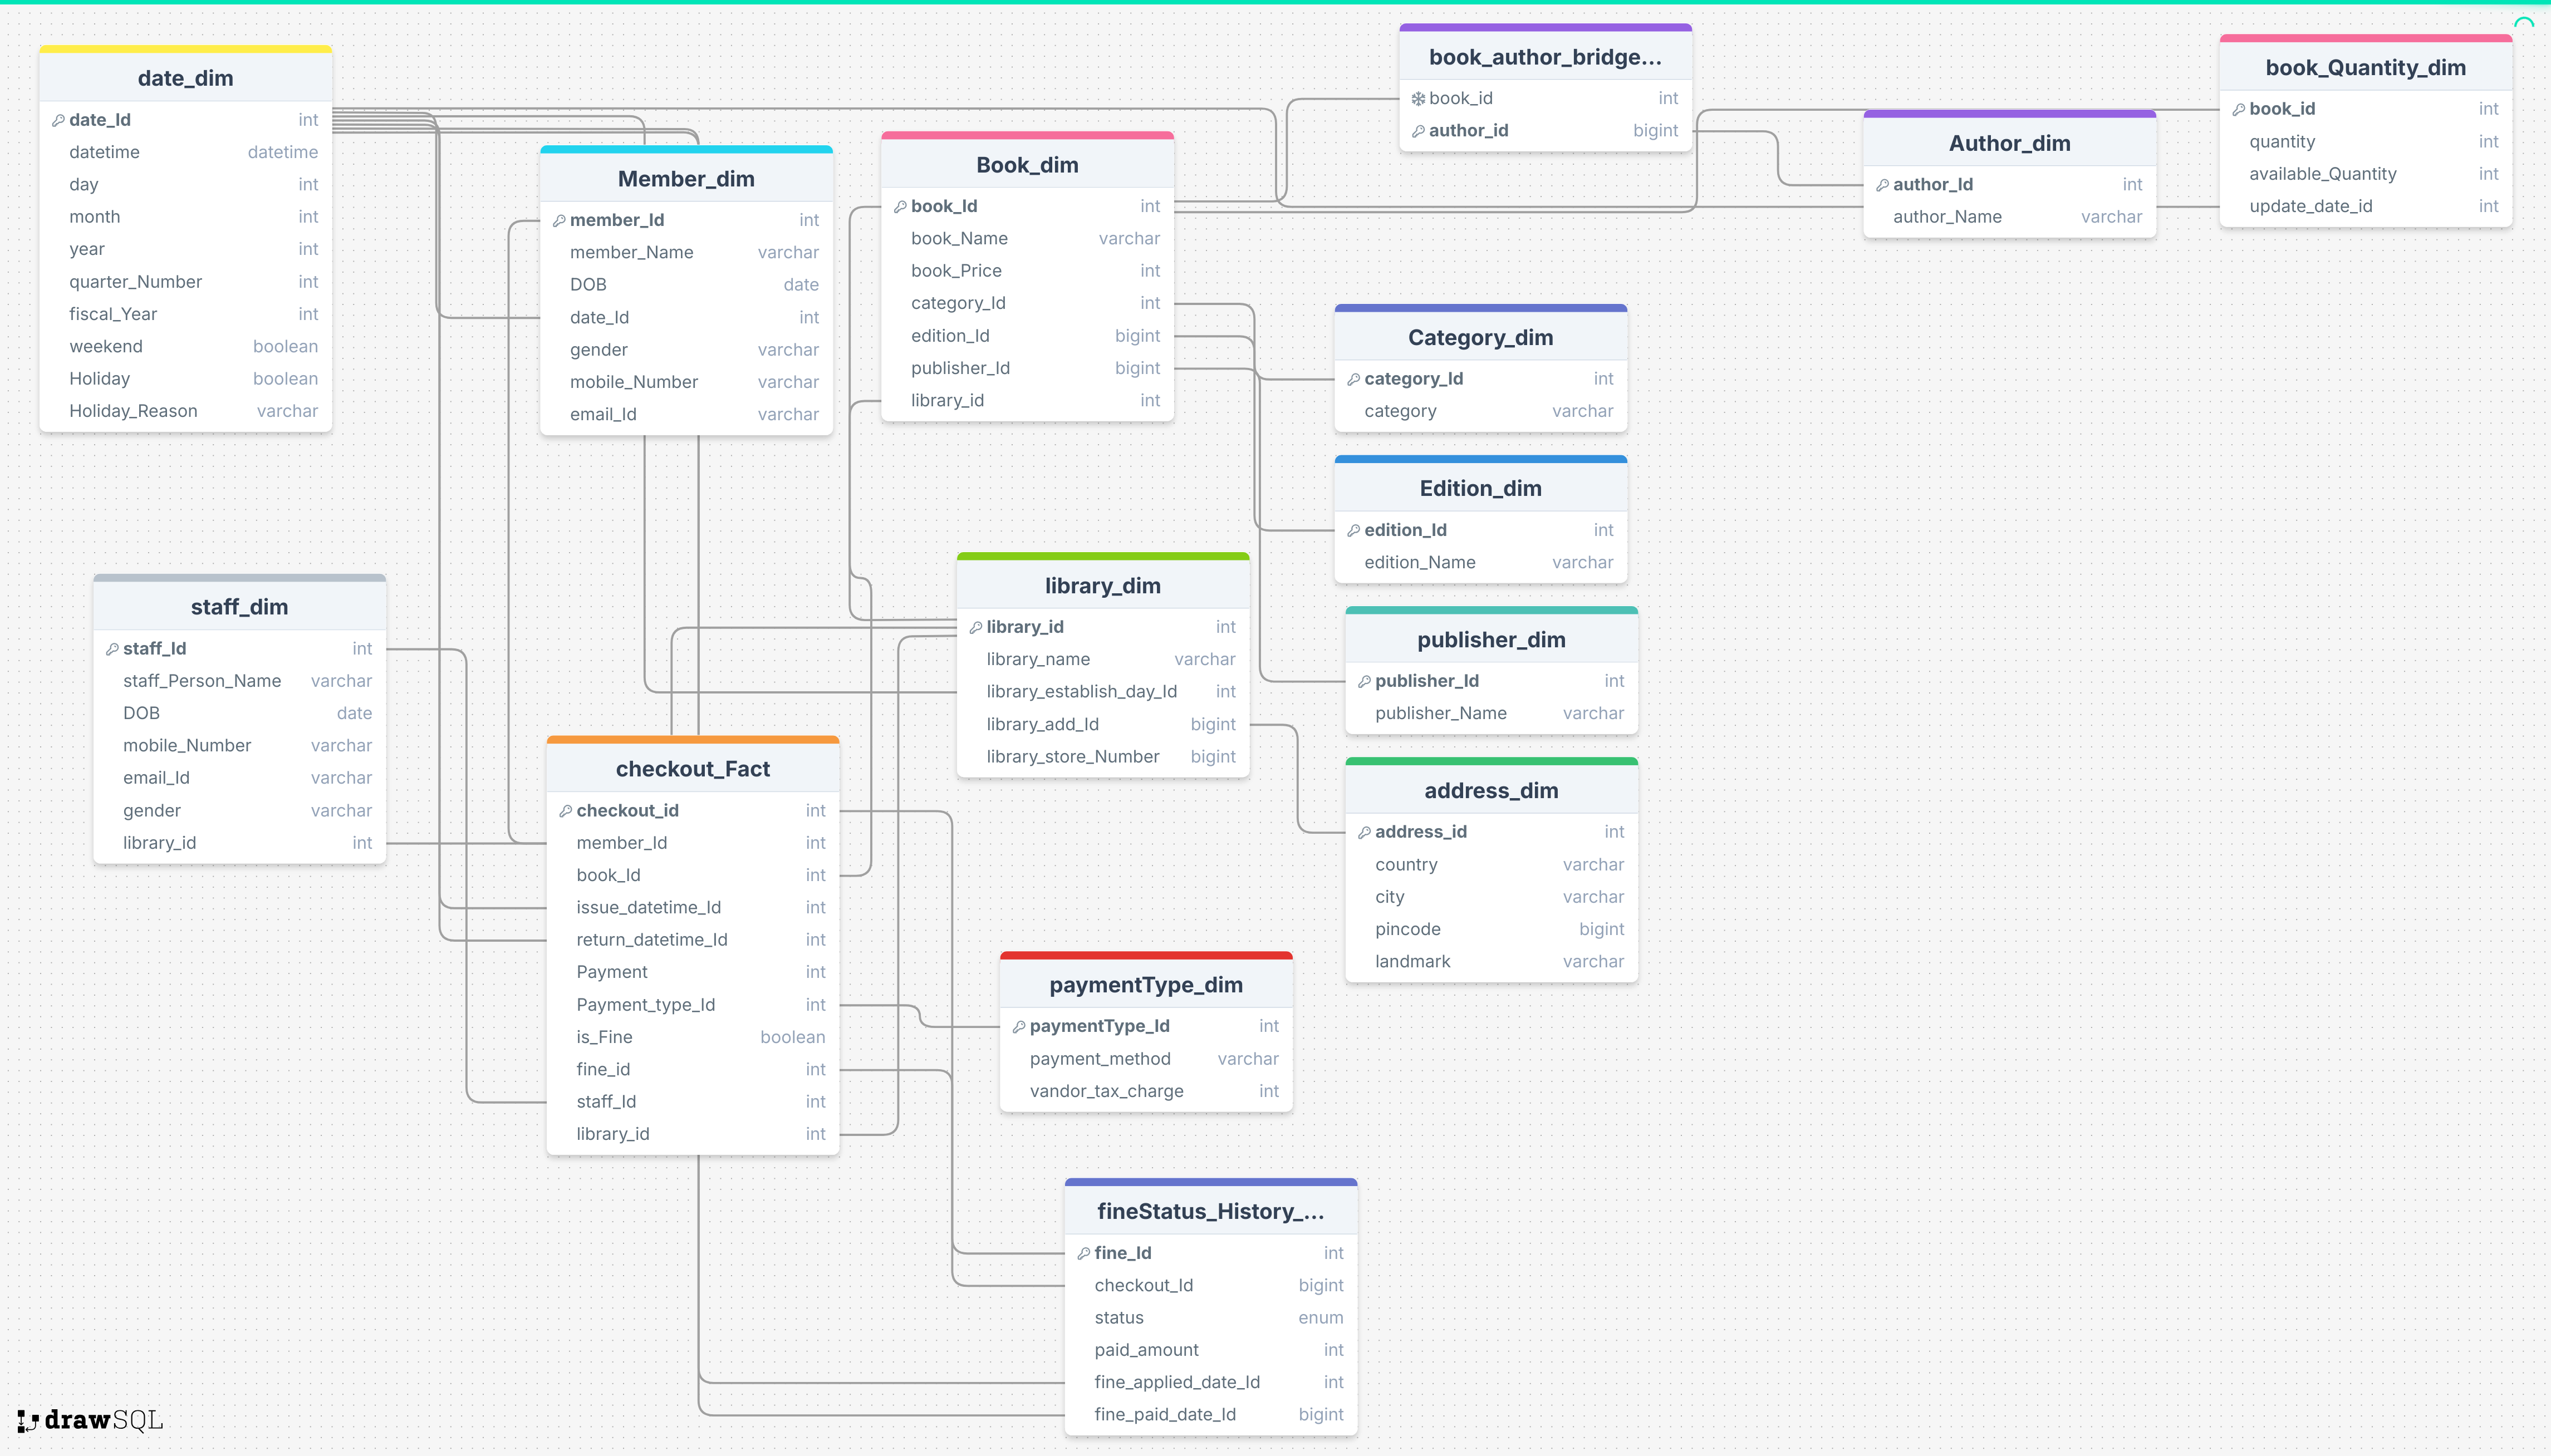 date_dim
date_Id int
datetime datetime
day int
month int
year int
quarter_Number int
fiscal_Year int
weekend boolean
Holiday boolean
Holiday_Reason varchar
Member_dim
member_Id int
member_Name varchar
DOB date
date_Id int
gender varchar
mobile_Number varchar
email_Id varchar
Book_dim
book_Id int
book_Name varchar
book_Price int
category_Id int
edition_Id bigint
publisher_Id bigint
library_id int
book_author_bridge...
book_id int
author_id bigint
Author_dim
author_Id int
author_Name varchar
book_Quantity_dim
book_id int
quantity int
available_Quantity int
update_date_id int
Category_dim
category_Id int
category varchar
Edition_dim
edition_Id int
edition_Name varchar
staff_dim
staff_Id int
staff_Person_Name varchar
DOB date
mobile_Number varchar
email_Id varchar
gender varchar
library_id int
library_dim
library_id int
library_name varchar
library_establish_day_Id int
library_add_Id bigint
library_store_Number bigint
publisher_dim
publisher_Id int
publisher_Name varchar
checkout_Fact
checkout_id int
member_Id int
book_Id int
issue_datetime_Id int
return_datetime_Id int
Payment int
Payment_type_Id int
is_Fine boolean
fine_id int
staff_Id int
library_id int
address_dim
address_id int
country varchar
city varchar
pincode bigint
landmark varchar
paymentType_dim
paymentType_Id int
payment_method varchar
vandor_tax_charge int
fineStatus_History_...
fine_Id int
checkout_Id bigint
status enum
paid_amount int
fine_applied_date_Id int
fine_paid_date_Id bigint
drawSQL